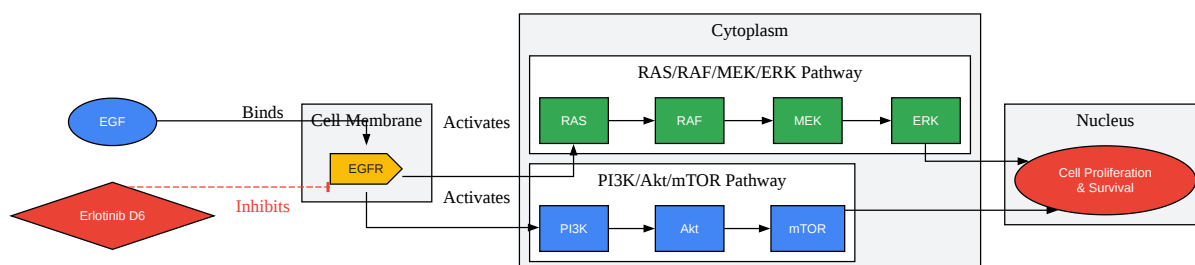 Cytoplasm
RAS/RAF/MEK/ERK Pathway
EGF
Binds
Cell Membrane
Activates
RAS
RAF
MEK
ERK
Nucleus
EGFR
Cell Proliferation
& Survival
PI3K/Akt/mTOR Pathway
Erlotinib D6
Inhibits
Activates
PI3K
Akt
mTOR